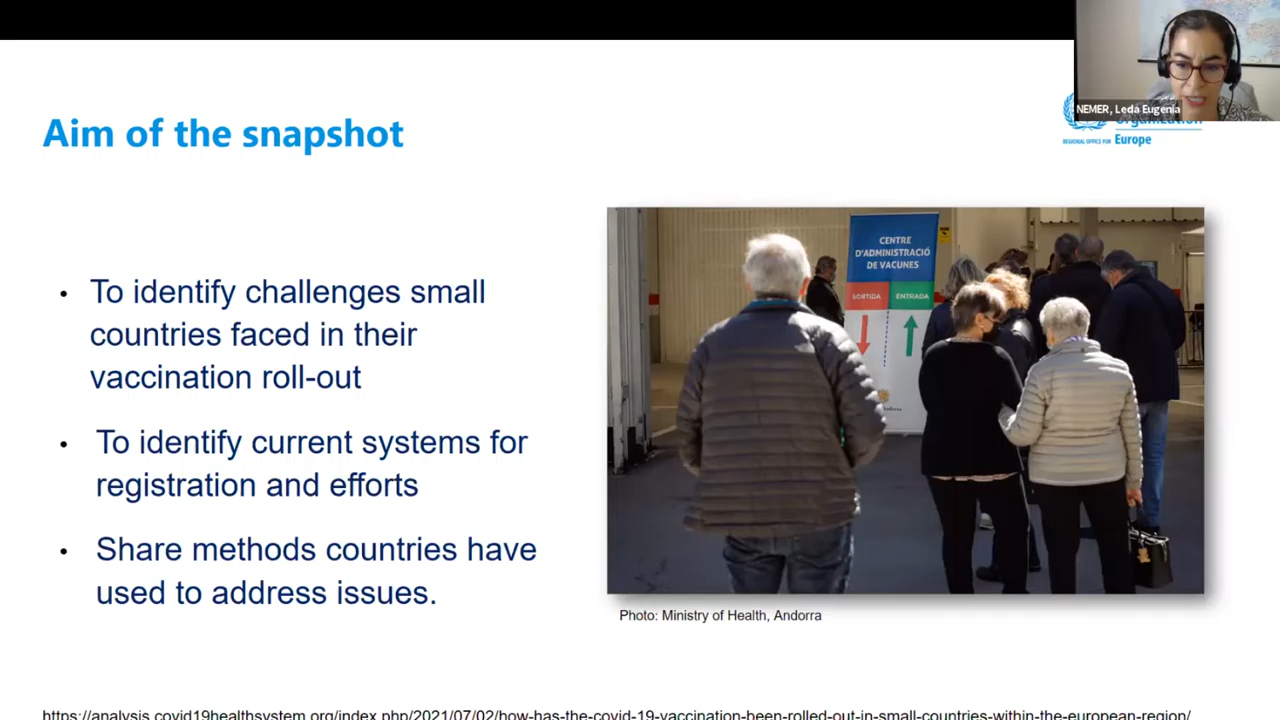 NEMER, Leda Eugenia
Organization
REGIONAL OFFICE FOR Europe
Aim of the snapshot
• To identify challenges small
countries faced in their
vaccination roll-out
• To identify current systems for
registration and efforts
• Share methods countries have
used to address issues.
CENTRE
D'ADMINISTRACIÓ
DE VACUNES
SORTIDA ENTRADA
Photo: Ministry of Health, Andorra
https://analysis.covid19healthsystem.org/index.php/2021/07/02/how-has-the-covid-19-vaccination-been-rolled-out-in-small-countries-within-the-european-region/